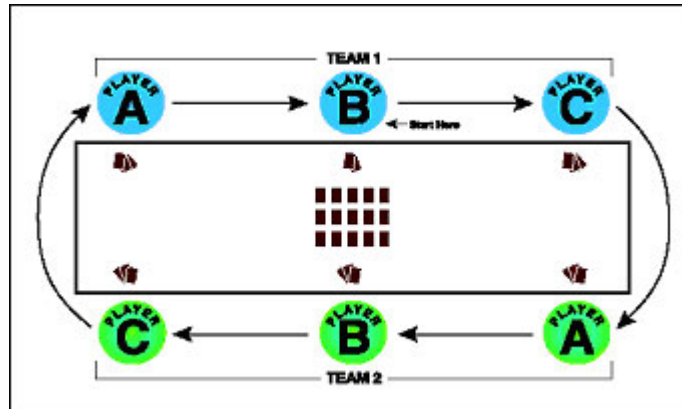 TEAM 1
PLAYER A
PLAYER B
PLAYER C
Start Here
PLAYER C
PLAYER B
PLAYER A
TEAM 2